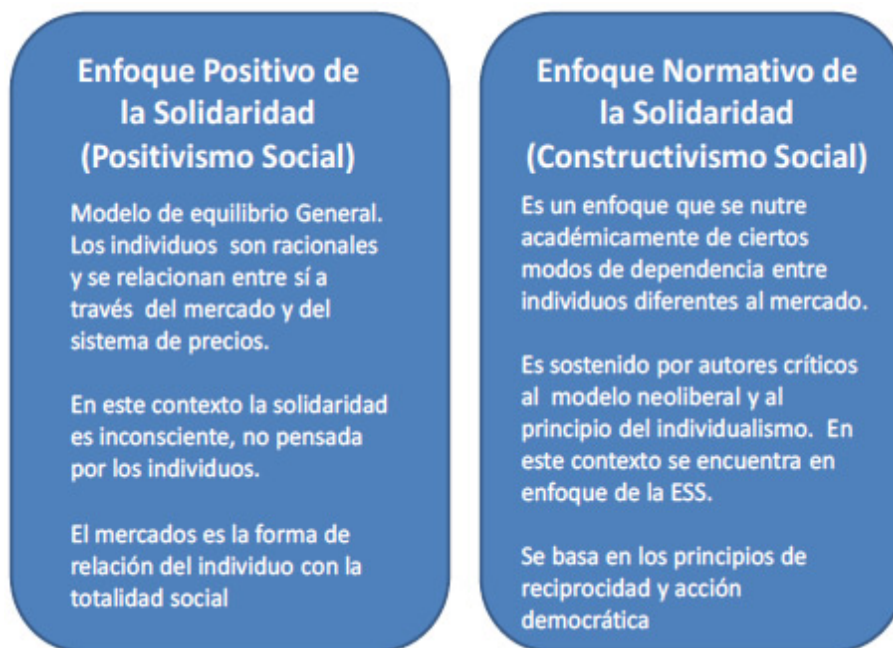 Enfoque Positivo de
la Solidaridad
(Positivismo Social)
Modelo de equilibrio General.
Los individuos son racionales
y se relacionan entre sí a
través del mercado y del
sistema de precios.
En este contexto la solidaridad
es inconsciente, no pensada
por los individuos.
El mercados es la forma de
relación del individuo con la
totalidad social
Enfoque Normativo de
la Solidaridad
(Constructivismo Social)
Es un enfoque que se nutre
académicamente de ciertos
modos de dependencia entre
individuos diferentes al mercado.
Es sostenido por autores críticos
al modelo neoliberal y al
principio del individualismo. En
este contexto se encuentra en
enfoque de la ESS.
Se basa en los principios de
reciprocidad y acción
democrática